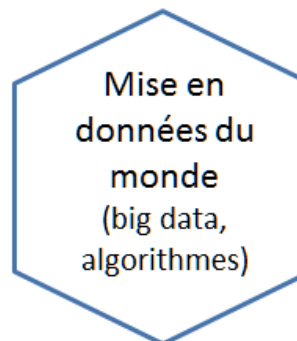 Mise en
données du
monde
(big data,
algorithmes)